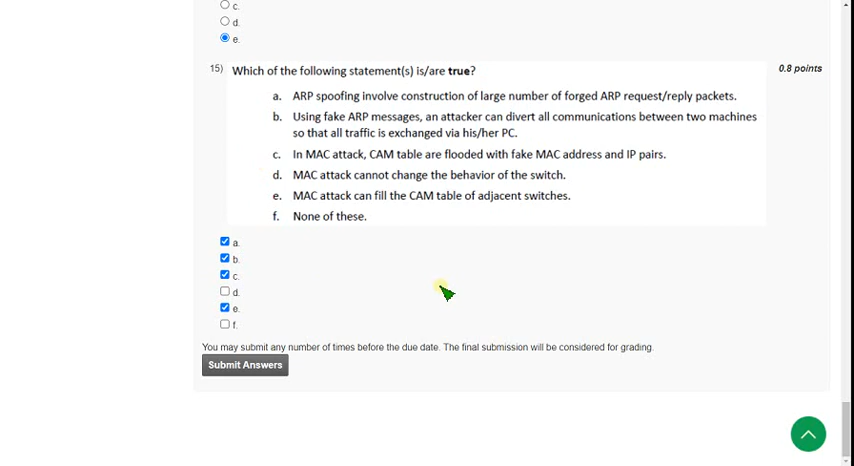 c.
d.
e.
15) Which of the following statement(s) is/are true? 0.8 points
a. ARP spoofing involve construction of large number of forged ARP request/reply packets.
b. Using fake ARP messages, an attacker can divert all communications between two machines
so that all traffic is exchanged via his/her PC.
c. In MAC attack, CAM table are flooded with fake MAC address and IP pairs.
d. MAC attack cannot change the behavior of the switch.
e. MAC attack can fill the CAM table of adjacent switches.
f. None of these.
a.
b.
c.
d.
e.
f.
You may submit any number of times before the due date. The final submission will be considered for grading.
Submit Answers